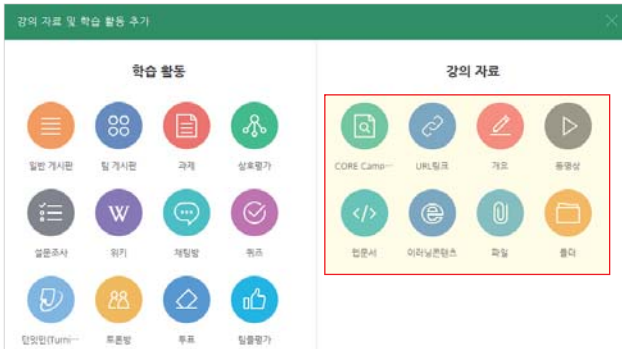 강의 자료 및 학습 활동 추가
학습 활동
일반 게시판 팀 게시판 과제 상호평가
설문조사 위키 채팅방 퀴즈
턴잇인(Turni··· 토론방 투표 팀플평가
강의 자료
CORE Camp··· URL링크 개요 동영상
웹문서 이러닝콘텐츠 파일 폴더